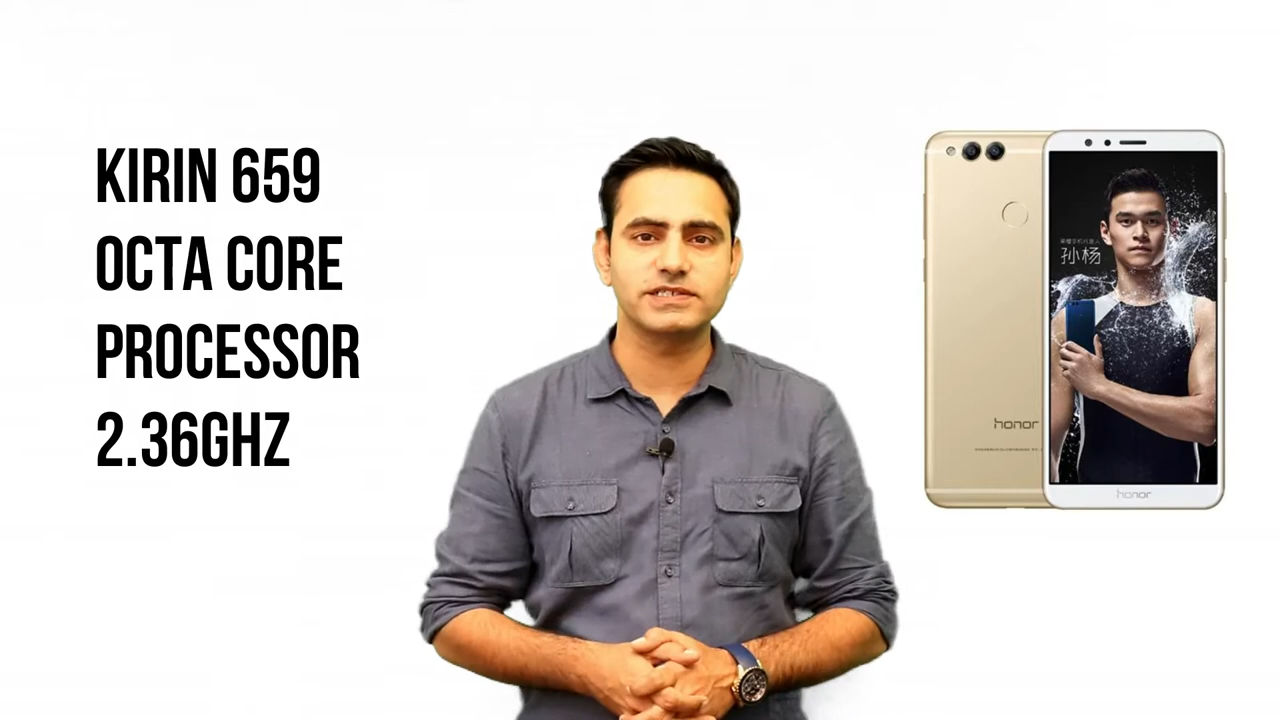 KIRIN 659
OCTA CORE
PROCESSOR
2.36GHZ
孙杨
honor
honor